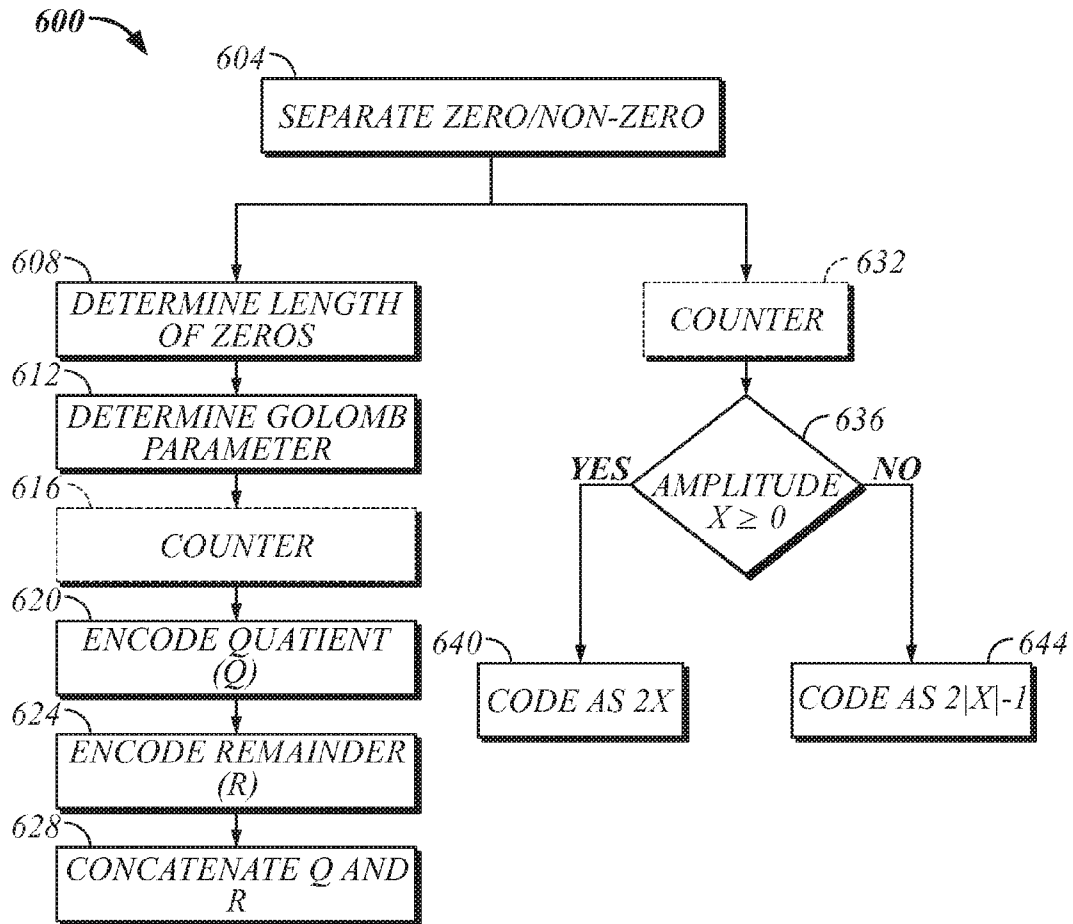 600
604
SEPARATE ZERO/NON-ZERO
608
DETERMINE LENGTH
OF ZEROS
612
DETERMINE GOLOMB
PARAMETER
616
COUNTER
620
ENCODE QUATIENT
(Q)
624
ENCODE REMAINDER
(R)
628
CONCATENATE Q AND
R
632
COUNTER
636
AMPLITUDE
X ≥ 0
YES
NO
640
CODE AS 2X
644
CODE AS 2|X|-1